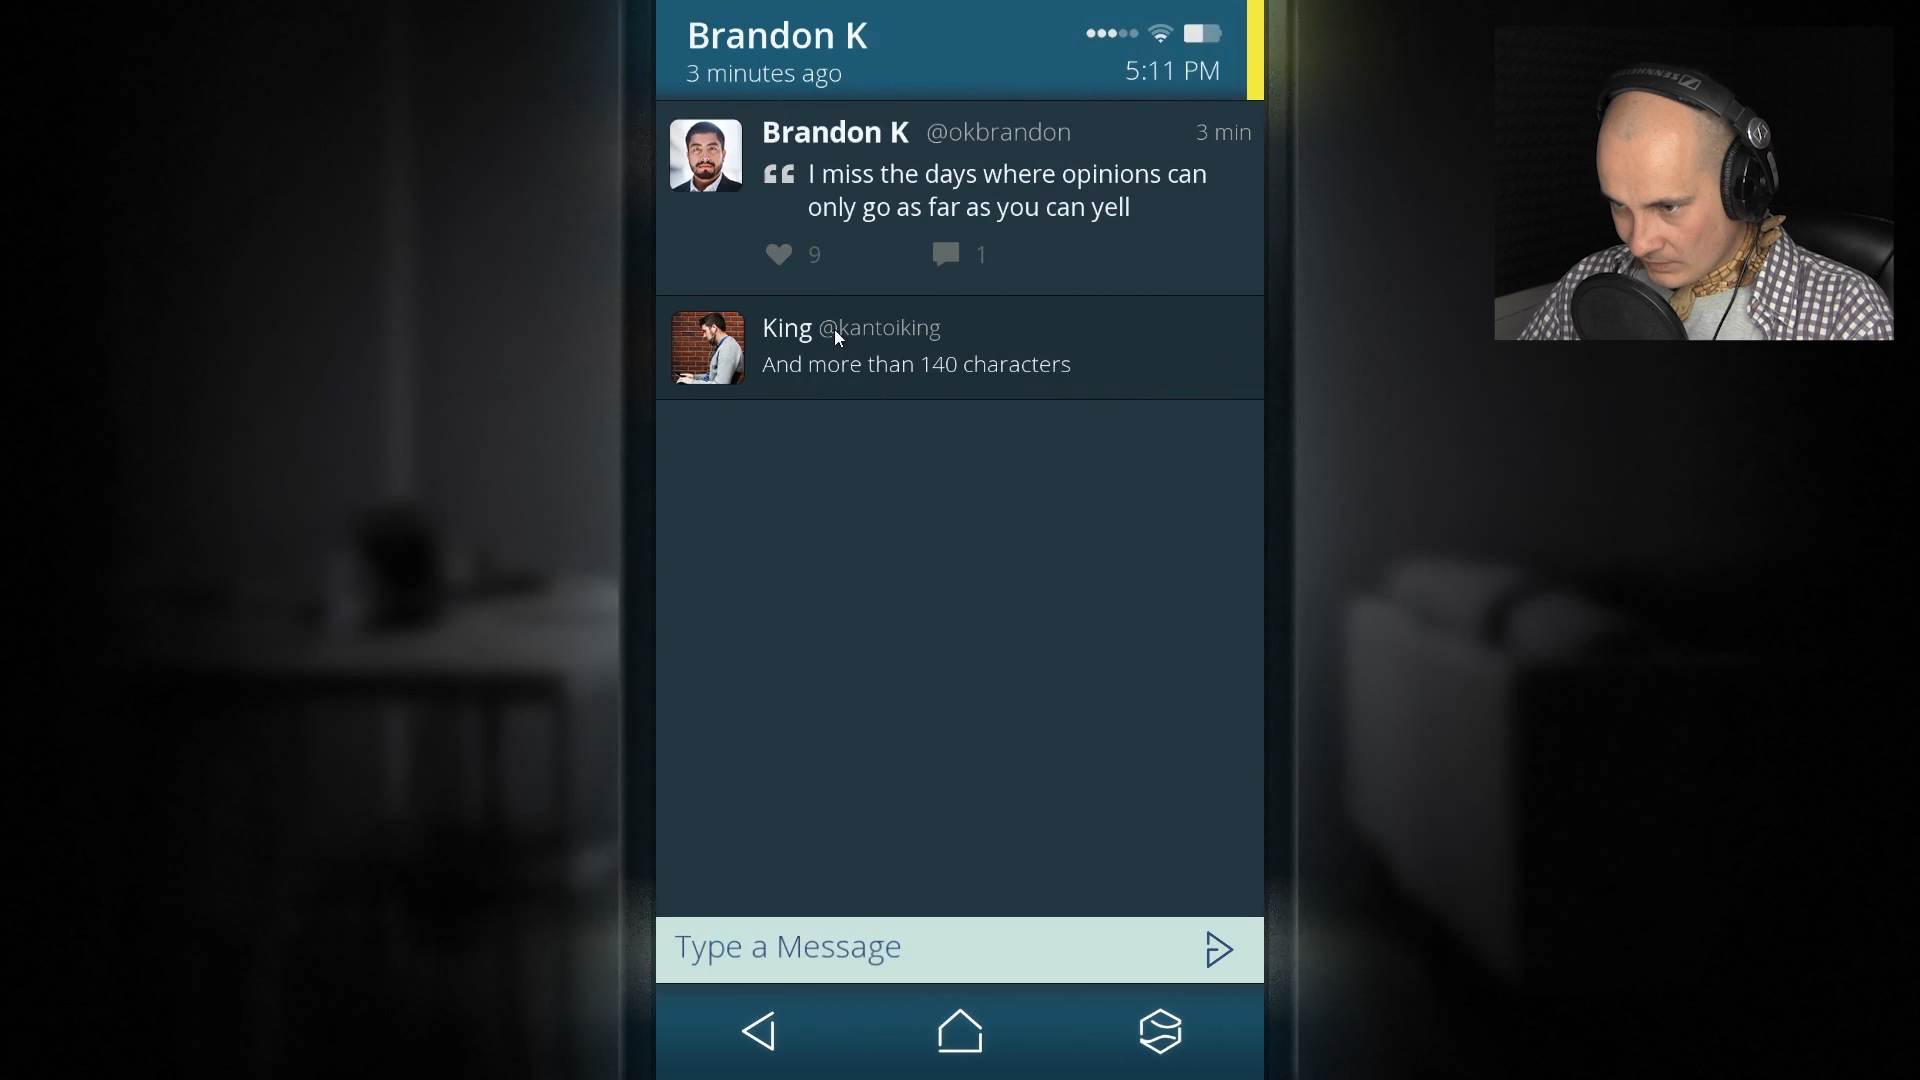 Brandon K
3 minutes ago
5:11 PM
Brandon K @okbrandon 3 min
I miss the days where opinions can
only go as far as you can yell
9 1
King @kantoiking
And more than 140 characters
Type a Message
SENNHEISER